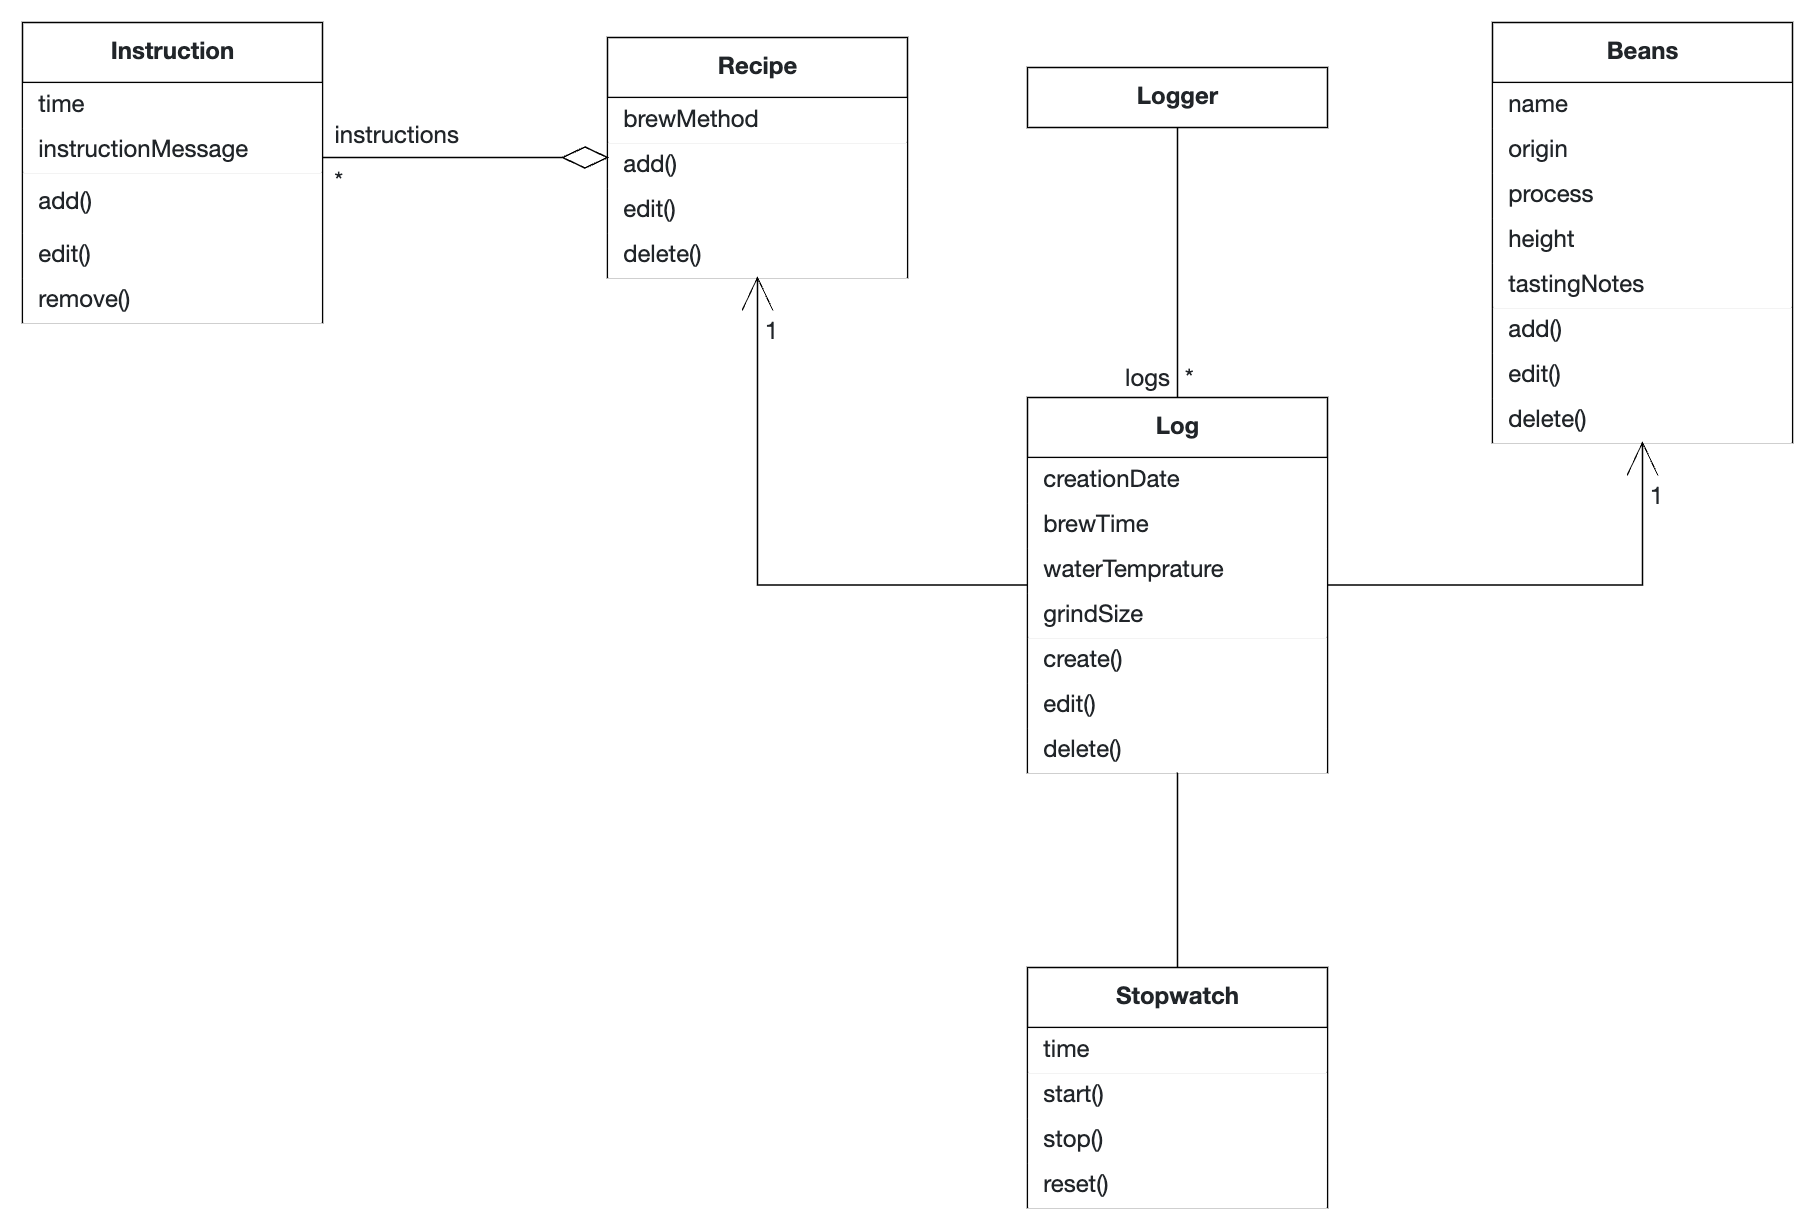 Instruction
time
instructionMessage
add()
edit()
remove()
instructions
*
Recipe
brewMethod
add()
edit()
delete()
1
Logger
logs *
Log
creationDate
brewTime
waterTemprature
grindSize
create()
edit()
delete()
Beans
name
origin
process
height
tastingNotes
add()
edit()
delete()
1
Stopwatch
time
start()
stop()
reset()